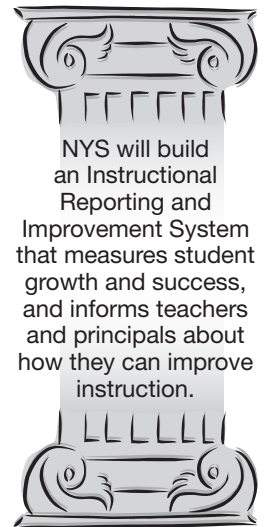 NYS will build
an Instructional
Reporting and
Improvement System
that measures student
growth and success,
and informs teachers
and principals about
how they can improve
instruction.